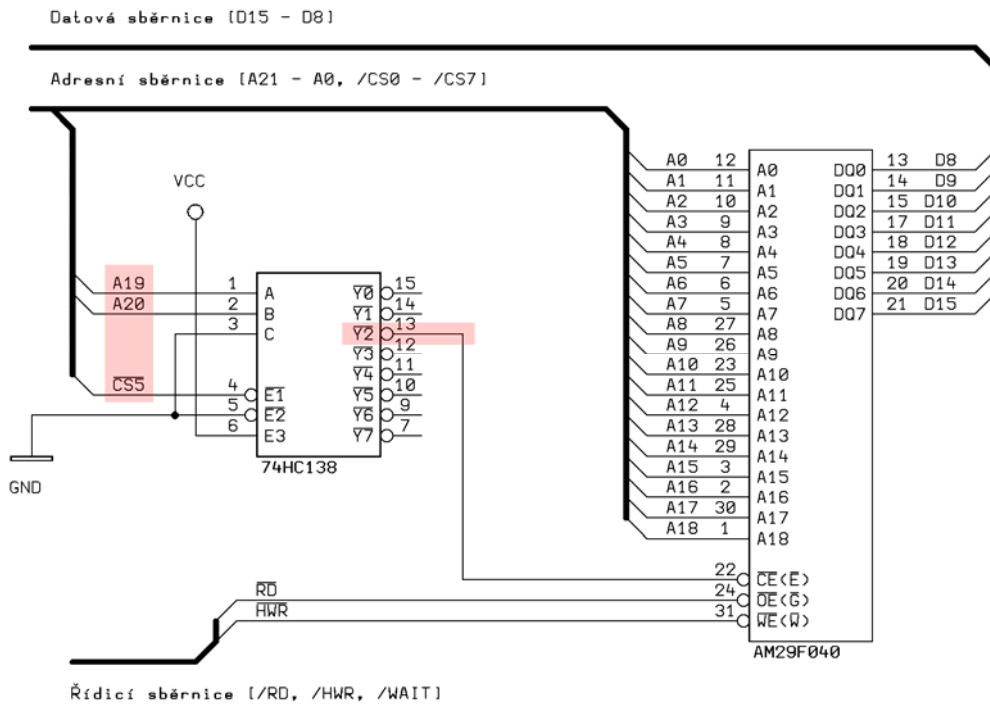 Datová sběrnice [D15 - D8]
Adresní sběrnice [A21 - A0, /CS0 - /CS7]
VCC
A19 1 A Y0 15
A20 2 B Y1 14
3 C Y2 13
Y3 12
Y4 11
CS5 4 E1 Y5 10
5 E2 Y6 9
6 E3 Y7 7
74HC138
GND
A0 12 A0 DQ0 13 D8
A1 11 A1 DQ1 14 D9
A2 10 A2 DQ2 15 D10
A3 9 A3 DQ3 17 D11
A4 8 A4 DQ4 18 D12
A5 7 A5 DQ5 19 D13
A6 6 A6 DQ6 20 D14
A7 5 A7 DQ7 21 D15
A8 27 A8
A9 26 A9
A10 23 A10
A11 25 A11
A12 4 A12
A13 28 A13
A14 29 A14
A15 3 A15
A16 2 A16
A17 30 A17
A18 1 A18
22 CE(E)
RD 24 OE(G)
HWR 31 WE(W)
AM29F040
Řídicí sběrnice [/RD, /HWR, /WAIT]